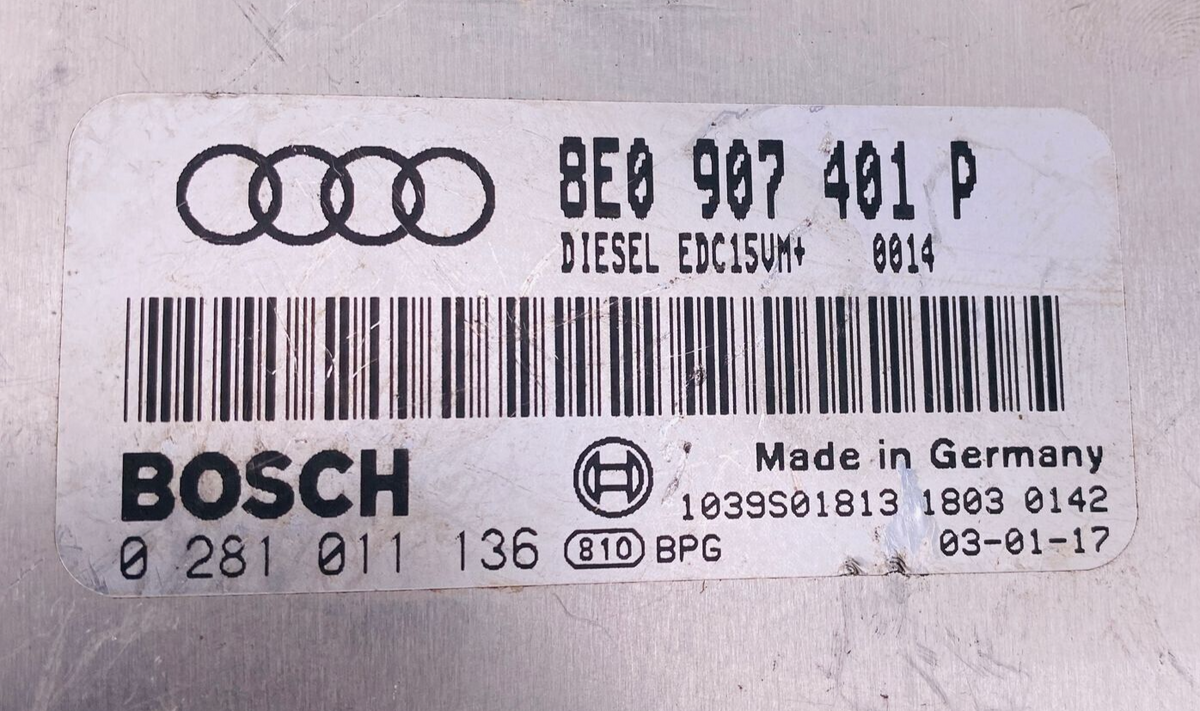 8E0 907 401 P
DIESEL EDC15VM+ 0014
BOSCH
Made in Germany
1039S01813 1803 0142
0 281 011 136 810 BPG 03-01-17